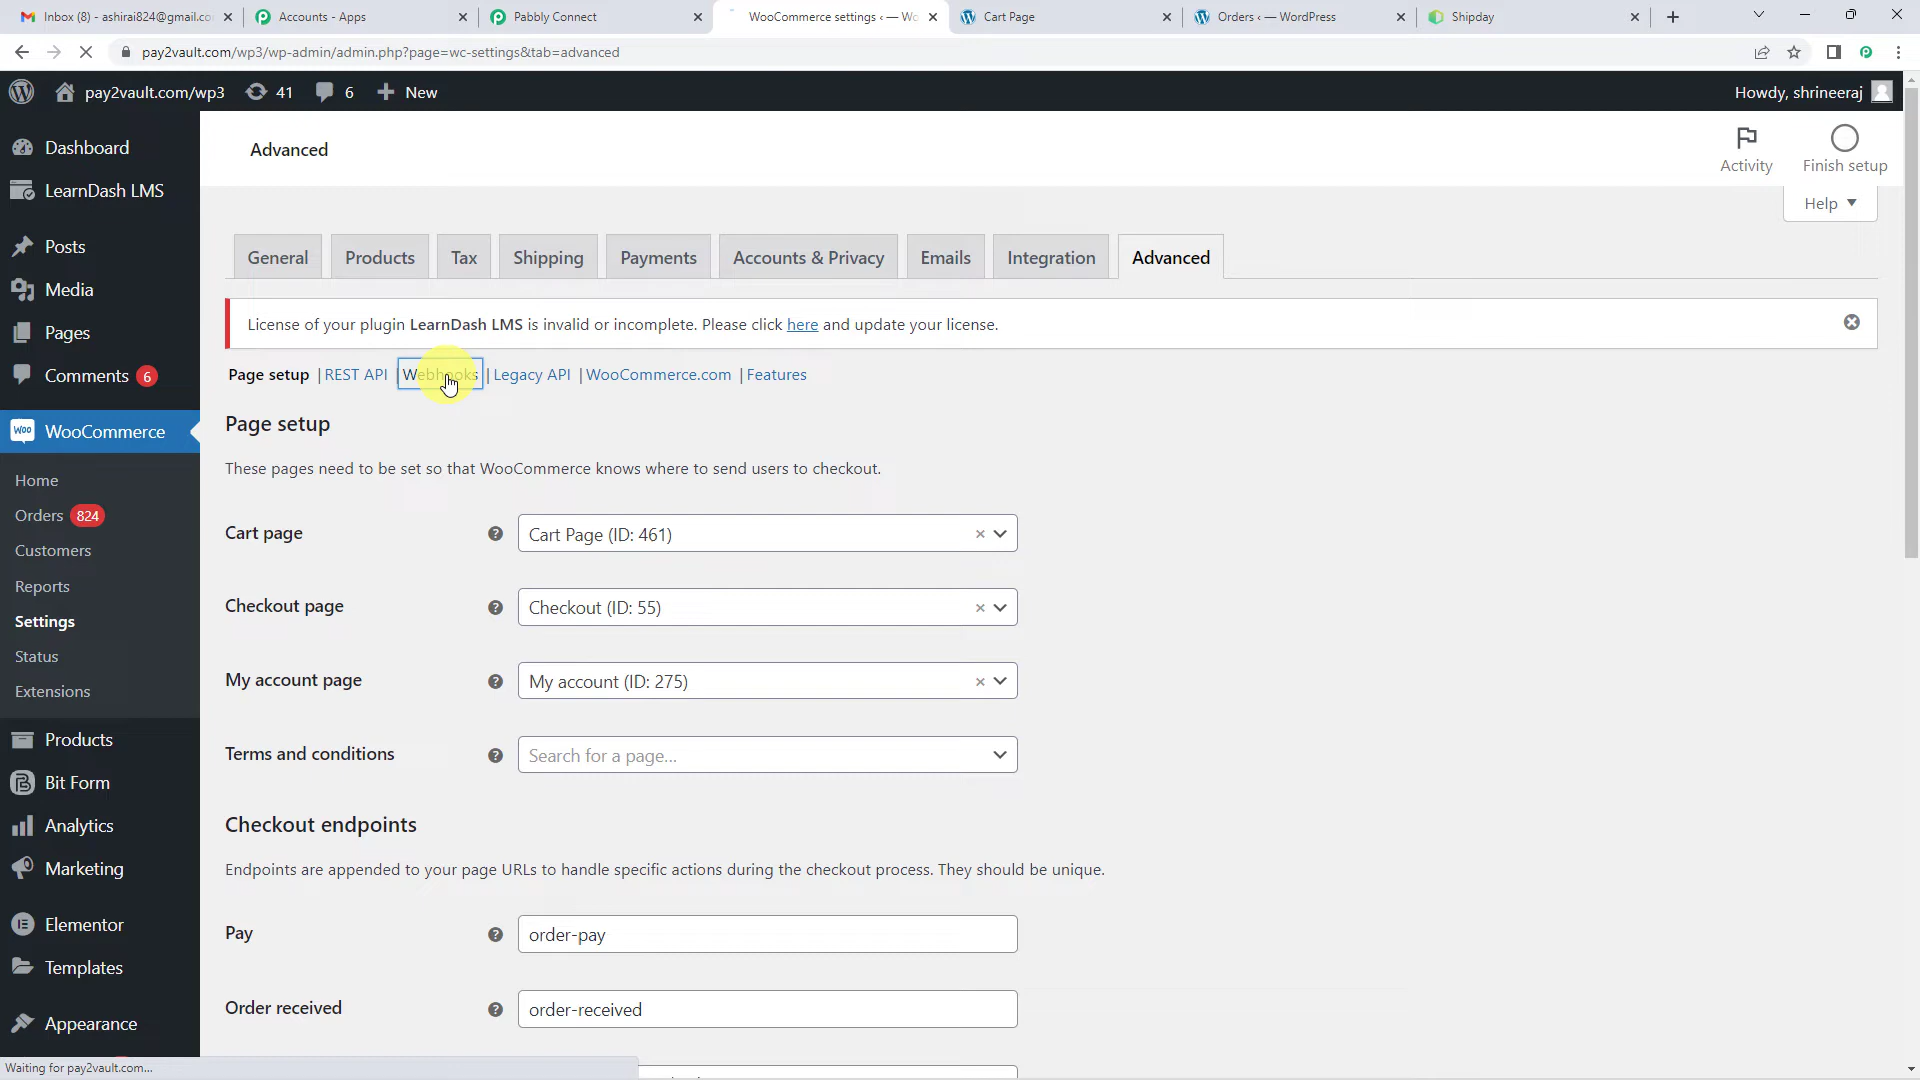 Inbox (8) - ashirai824@gmail.co
Accounts - Apps
Pabbly Connect
WooCommerce settings ‹ — Wo
Cart Page
Orders ‹ — WordPress
Shipday
pay2vault.com/wp3/wp-admin/admin.php?page=wc-settings&tab=advanced
pay2vault.com/wp3
41
6
New
Howdy, shrineeraj
Dashboard
LearnDash LMS
Posts
Media
Pages
Comments 6
WooCommerce
Home
Orders 824
Customers
Reports
Settings
Status
Extensions
Products
Bit Form
Analytics
Marketing
Elementor
Templates
Appearance
Advanced
Activity
Finish setup
Help
General
Products
Tax
Shipping
Payments
Accounts & Privacy
Emails
Integration
Advanced
License of your plugin LearnDash LMS is invalid or incomplete. Please click here and update your license.
Page setup | REST API | Webhooks | Legacy API | WooCommerce.com | Features
Page setup
These pages need to be set so that WooCommerce knows where to send users to checkout.
Cart page
Cart Page (ID: 461)
Checkout page
Checkout (ID: 55)
My account page
My account (ID: 275)
Terms and conditions
Search for a page...
Checkout endpoints
Endpoints are appended to your page URLs to handle specific actions during the checkout process. They should be unique.
Pay
order-pay
Order received
order-received
Waiting for pay2vault.com...